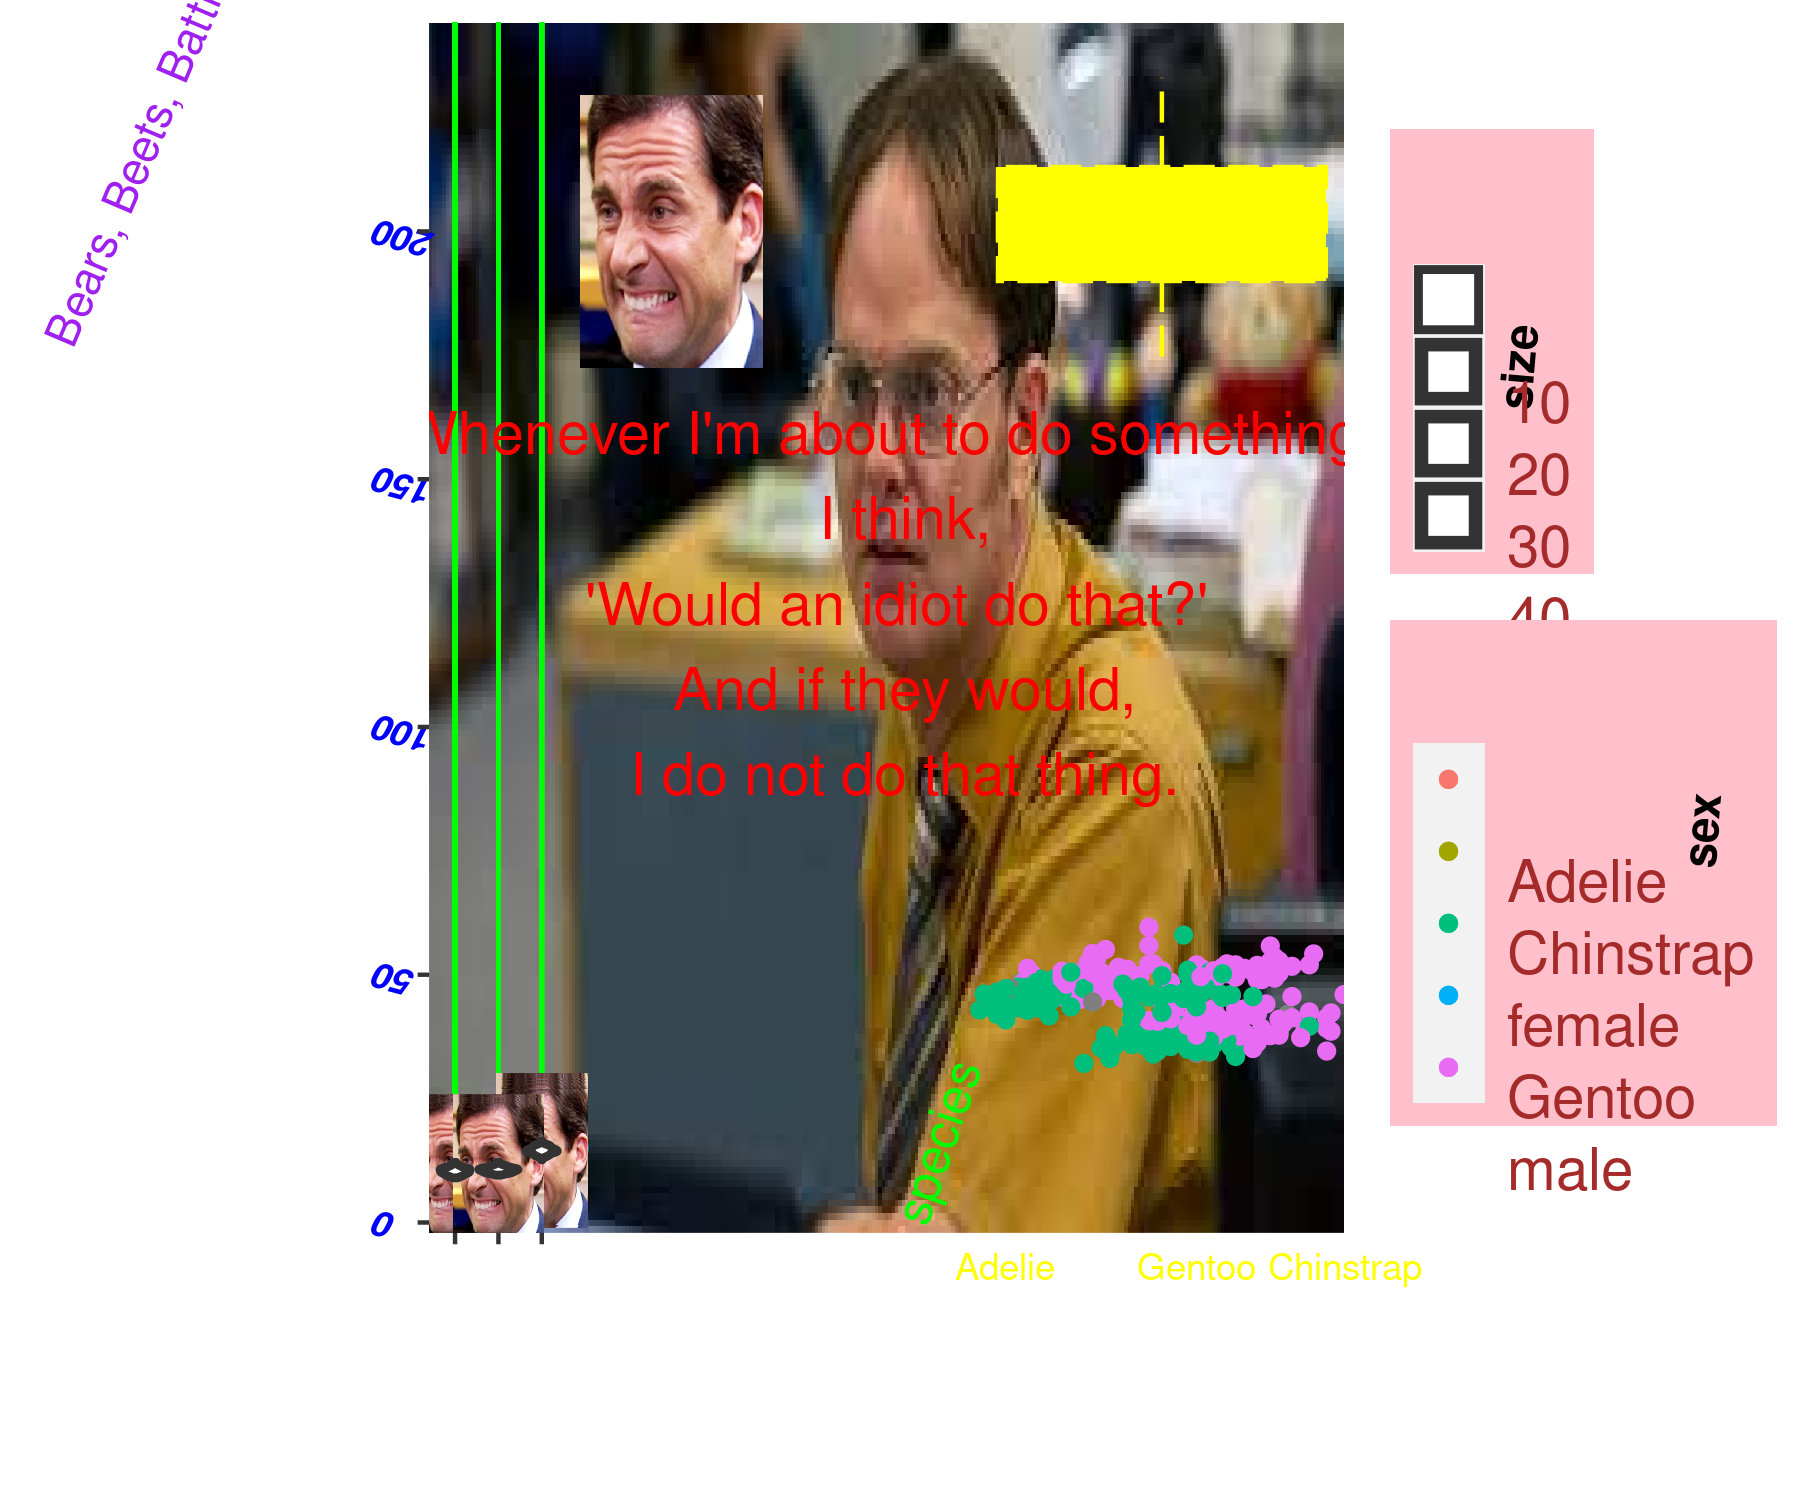 Bears, Beets,
200
150
100
50
0
henever I'm about to do something
I think,
'Would an idiot do that?'
And if they would,
I do not do that thing.
species
Adelie
Gentoo
Chinstrap
size
10
20
30
40
sex
Adelie
Chinstrap
female
Gentoo
male